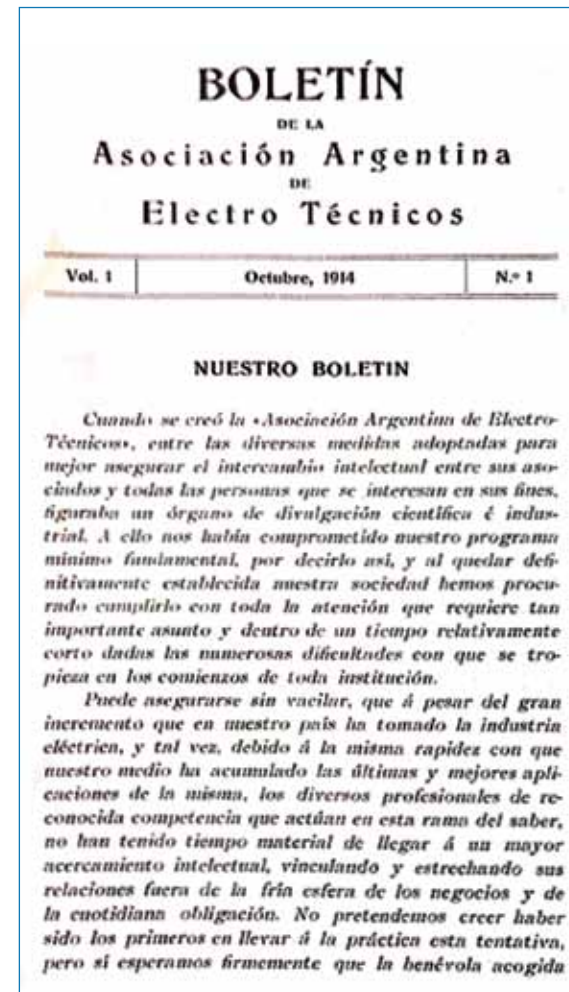 BOLETÍN
DE LA
Asociación Argentina
DE
Electro Técnicos
Vol. 1 Octubre, 1914 N.º 1
NUESTRO BOLETIN
Cuando se creó la «Asociación Argentina de Electro-
Técnicos», entre las diversas medidas adoptadas para
mejor asegurar el intercambio intelectual entre sus aso-
ciados y todas las personas que se interesan en sus fines,
figuraba un órgano de divulgación científica é indus-
trial. A ello nos había comprometido nuestro programa
mínimo fundamental, por decirlo así, y al quedar defi-
nitivamente establecida nuestra sociedad hemos procu-
rado cumplirlo con toda la atención que requiere tan
importante asunto y dentro de un tiempo relativamente
corto dadas las numerosas dificultades con que se tro-
pieza en los comienzos de toda institución.
Puede asegurarse sin vacilar, que á pesar del gran
incremento que en nuestro país ha tomado la industria
eléctrica, y tal vez, debido á la misma rapidez con que
nuestro medio ha acumulado las últimas y mejores apli-
caciones de la misma, los diversos profesionales de re-
conocida competencia que actúan en esta rama del saber,
no han tenido tiempo material de llegar á un mayor
acercamiento intelectual, vinculando y estrechando sus
relaciones fuera de la fría esfera de los negocios y de
la cuotidiana obligación. No pretendemos creer haber
sido los primeros en llevar á la práctica esta tentativa,
pero sí esperamos firmemente que la benévola acogida